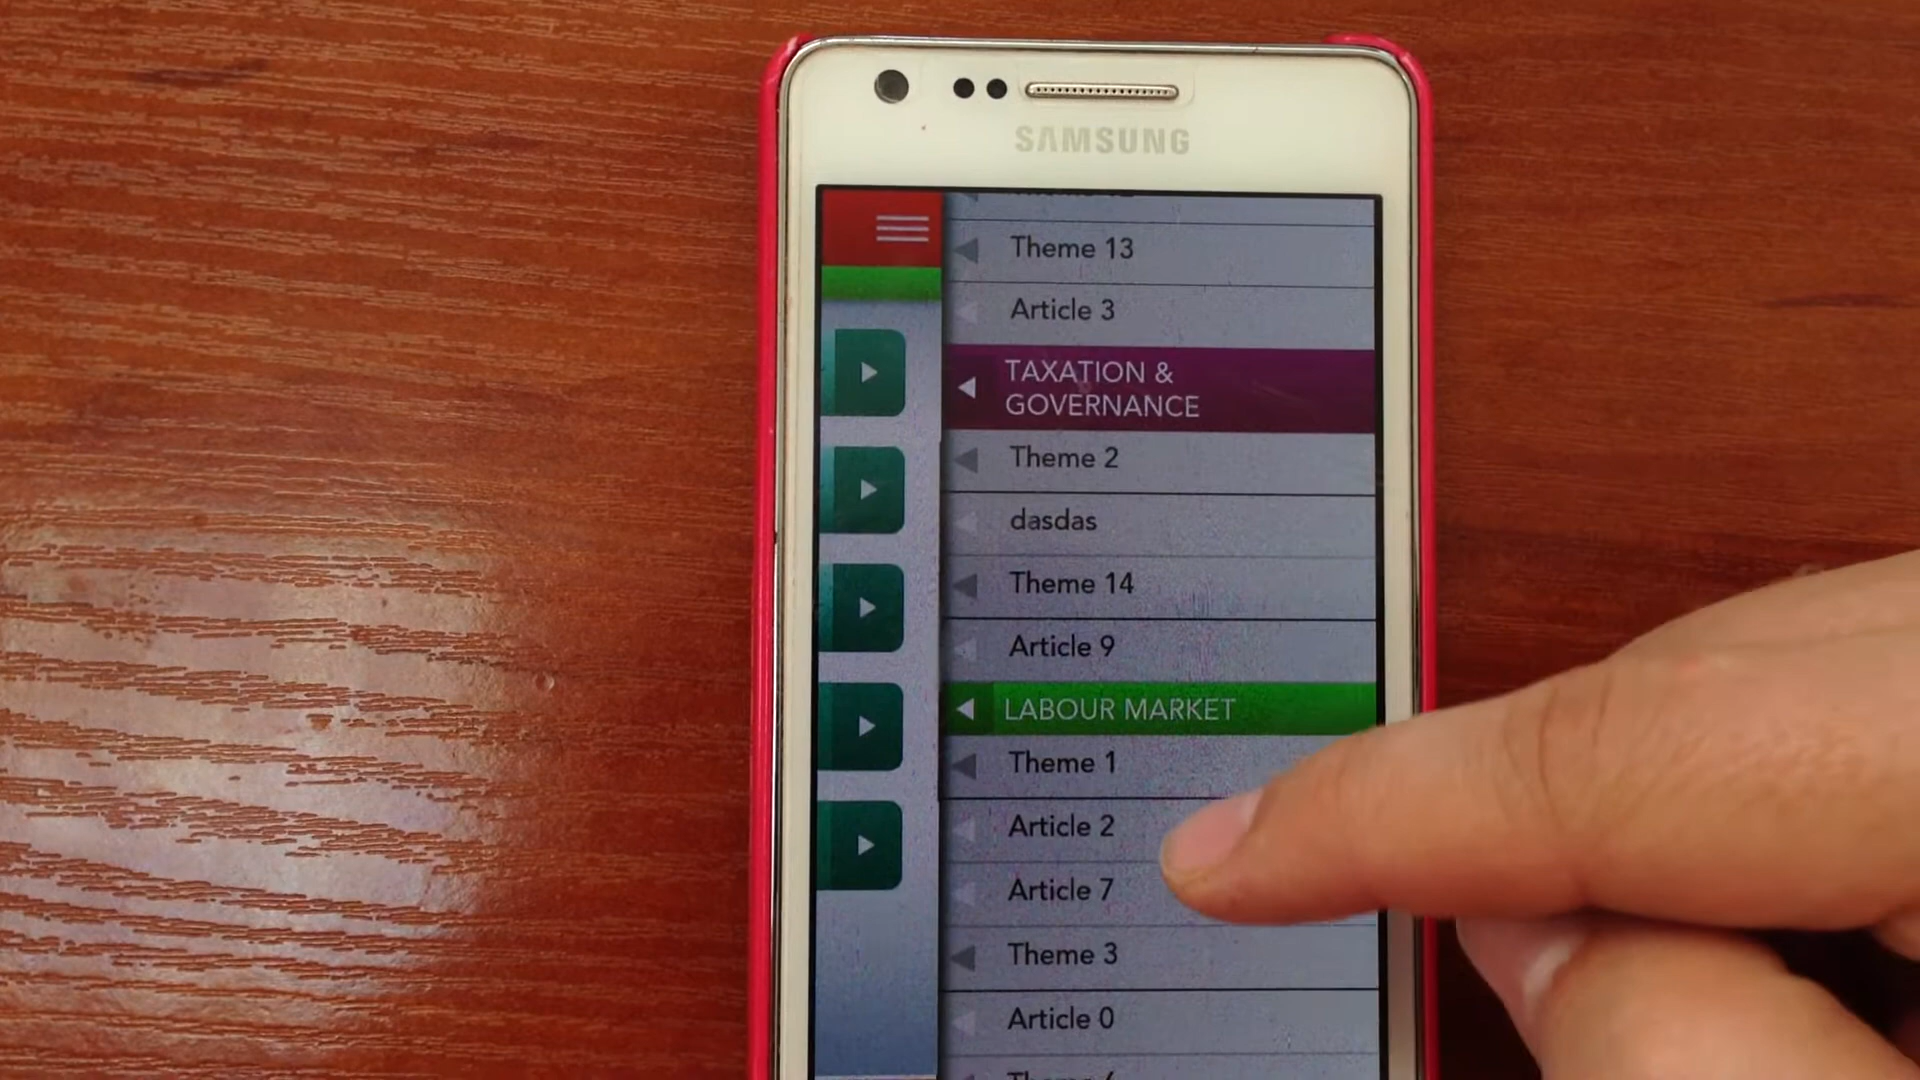 SAMSUNG
Theme 13
Article 3
TAXATION &
GOVERNANCE
Theme 2
dasdas
Theme 14
Article 9
LABOUR MARKET
Theme 1
Article 2
Article 7
Theme 3
Article 0